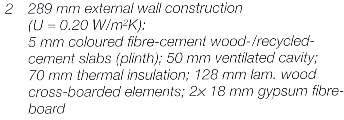 2 289 mm external wall construction
(U = 0.20 W/m²K):
5 mm coloured fibre-cement wood-/recycled-
cement slabs (plinth); 50 mm ventilated cavity;
70 mm thermal insulation; 128 mm lam. wood
cross-boarded elements; 2× 18 mm gypsum fibre-
board